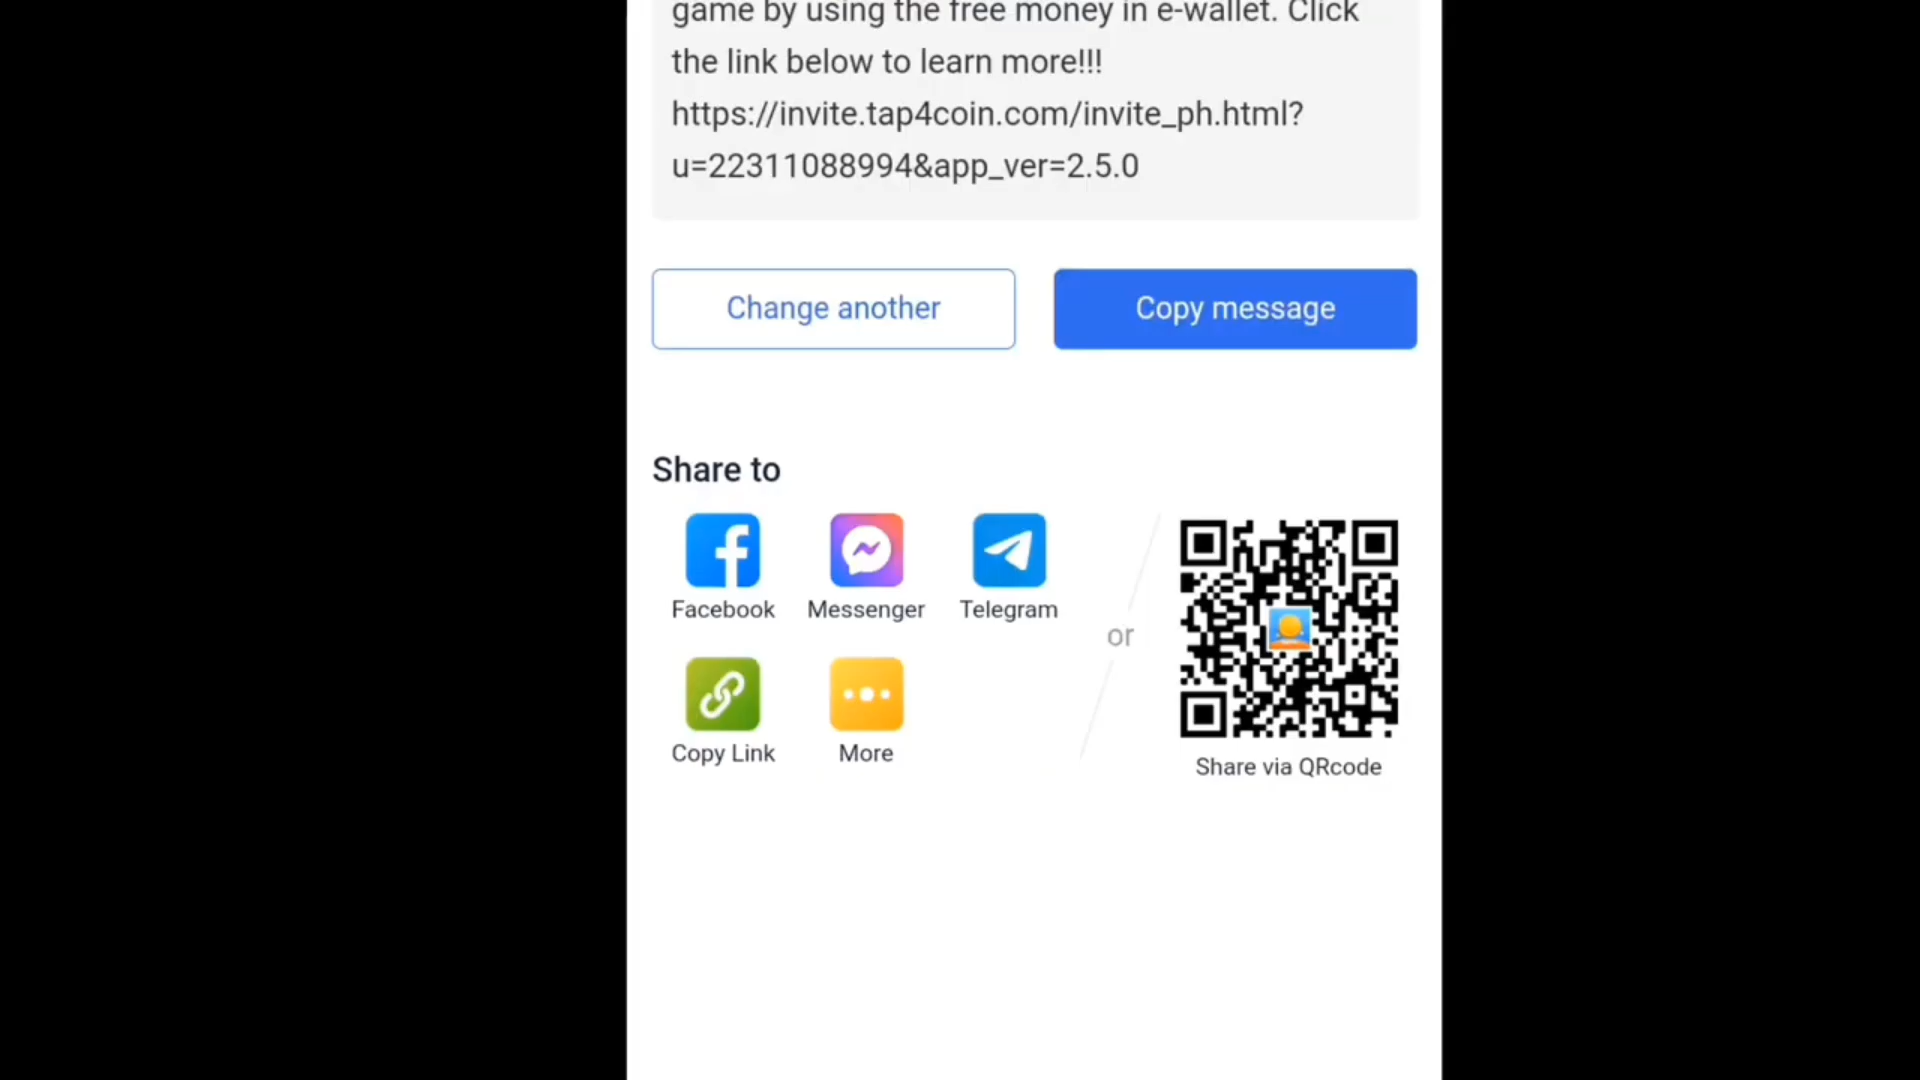 game by using the free money in e-wallet. Click
the link below to learn more!!!
https://invite.tap4coin.com/invite_ph.html?
u=22311088994&app_ver=2.5.0
Change another
Copy message
Share to
Facebook
Messenger
Telegram
or
Copy Link
More
Share via QRcode